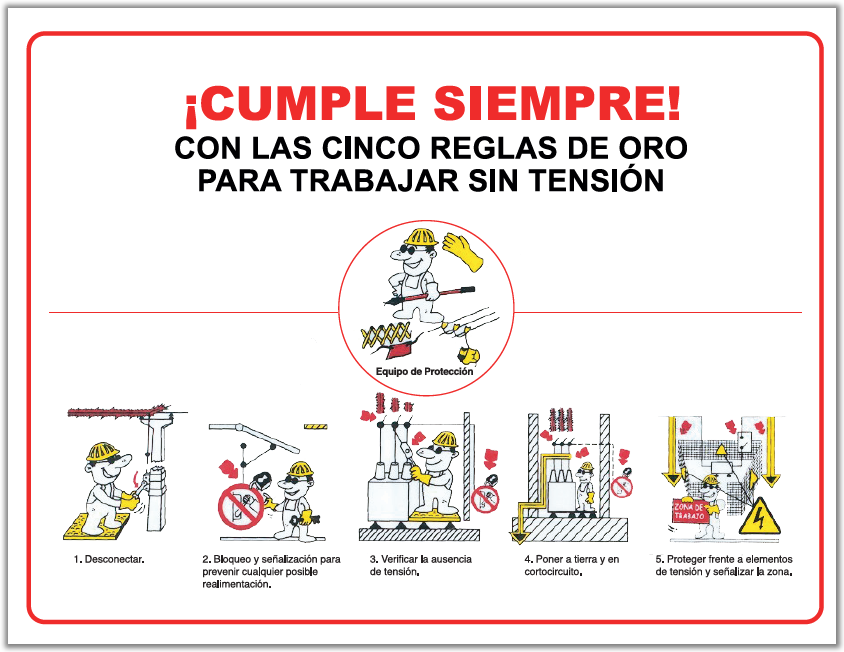 ¡CUMPLE SIEMPRE!
CON LAS CINCO REGLAS DE ORO
PARA TRABAJAR SIN TENSIÓN
Equipo de Protección
1. Desconectar.
2. Bloqueo y señalización para
prevenir cualquier posible
realimentación.
3. Verificar la ausencia
de tensión.
4. Poner a tierra y en
cortocircuito.
ZONA DE
TRABAJO
5. Proteger frente a elementos
de tensión y señalizar la zona.